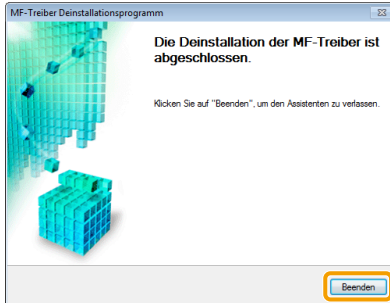 MF-Treiber Deinstallationsprogramm
Die Deinstallation der MF-Treiber ist
abgeschlossen.
Klicken Sie auf "Beenden", um den Assistenten zu verlassen.
Beenden